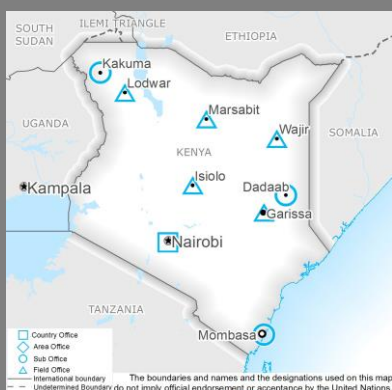 ILEMI TRIANGLE
SOUTH
SUDAN
ETHIOPIA
Kakuma
Lodwar
Marsabit
UGANDA
Wajir
SOMALIA
KENYA
Isiolo
Dadaab
Kampala
Garissa
Nairobi
TANZANIA
Mombasa
Country Office
Area Office
Sub Office
Field Office
International boundary
The boundaries and names and the designations used on this map
Undetermined Boundary
do not imply official endorsement or acceptance by the United Nations